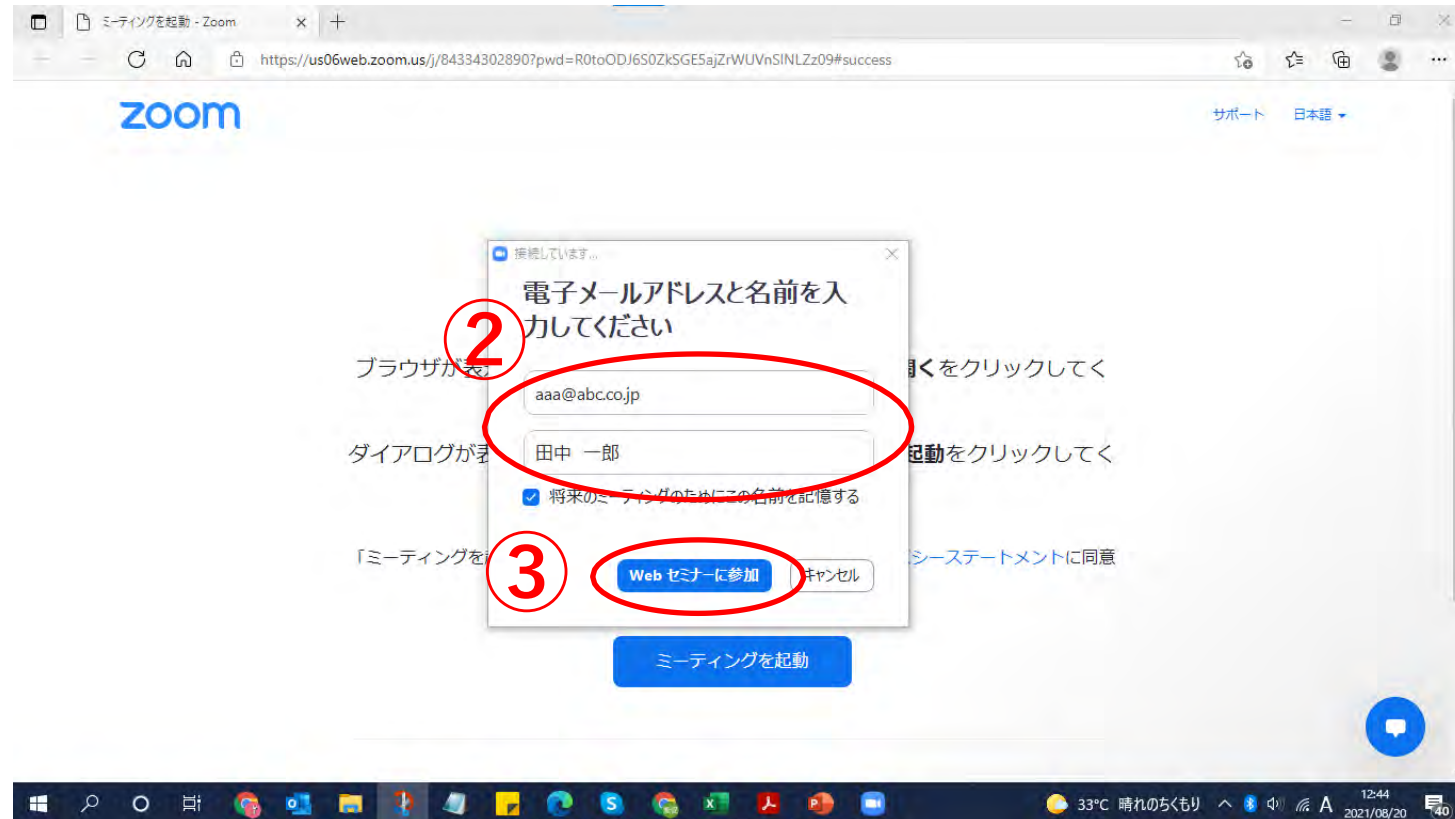 ミーティングを起動 - Zoom
https://us06web.zoom.us/j/84334302890?pwd=R0toODJ6S0ZkSGE5ajZrWUVnSlNLZz09#success
zoom
サポート 日本語
接続しています...
電子メールアドレスと名前を入
力してください
②
ブラウザが表 開くをクリックしてく
aaa@abc.co.jp
ダイアログが表 起動をクリックしてく
田中 一郎
将来のミーティングのためにこの名前を記憶する
「ミーティングを シーステートメントに同意
③
Web セミナーに参加 キャンセル
ミーティングを起動
33°C 晴れのちくもり A 12:44
2021/08/20 40